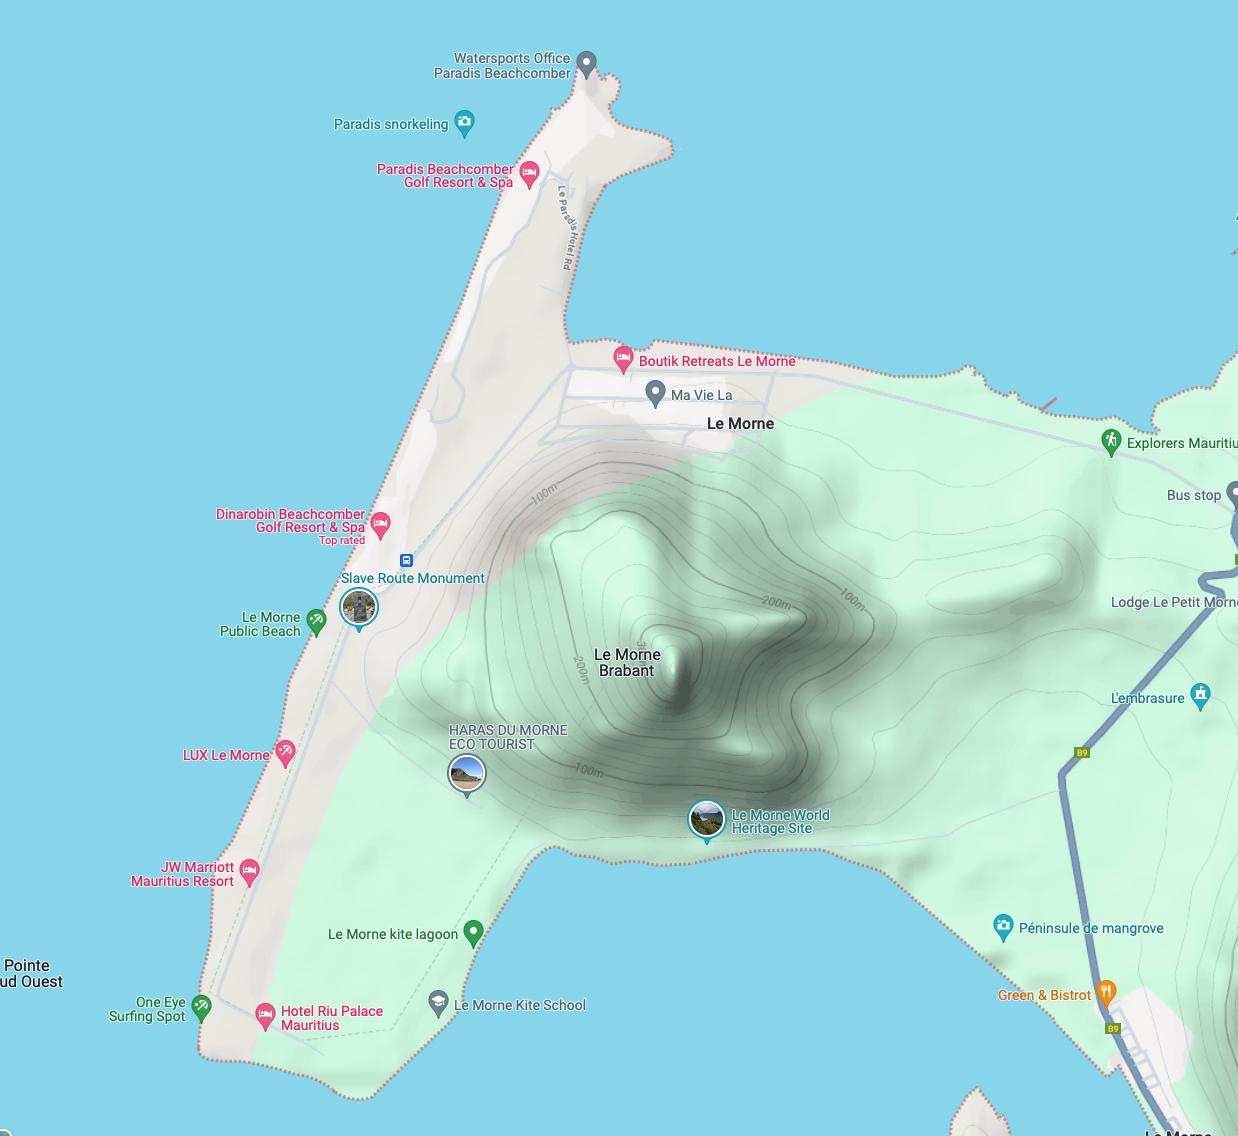 Watersports Office
Paradis Beachcomber
Paradis snorkeling
Paradis Beachcomber
Golf Resort & Spa
Le Paradis Hotel Rd
Boutik Retreats Le Morne
Ma Vie La
Le Morne
Explorers Mauritiu
100m
Bus stop
Dinarobin Beachcomber
Golf Resort & Spa
Top rated
Slave Route Monument
200m
100m
Lodge Le Petit Morn
Le Morne
Public Beach
Le Morne
Brabant
200m
L'embrasure
HARAS DU MORNE
ECO TOURIST
LUX Le Morne
B9
100m
Le Morne World
Heritage Site
JW Marriott
Mauritius Resort
Le Morne kite lagoon
Péninsule de mangrove
Pointe
ud Ouest
Green & Bistrot
One Eye
Surfing Spot
Hotel Riu Palace
Mauritius
Le Morne Kite School
B9